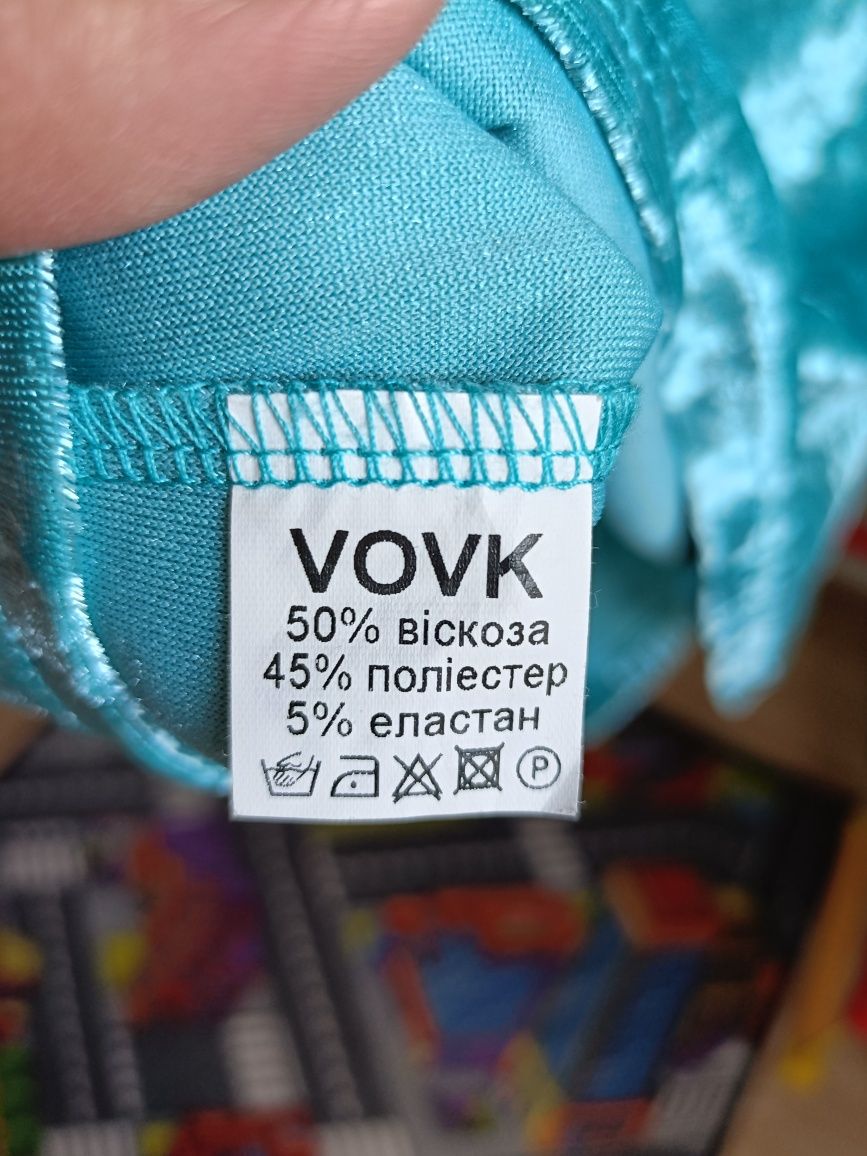 VOVK
50% віскоза
45% поліестер
5% еластан
P